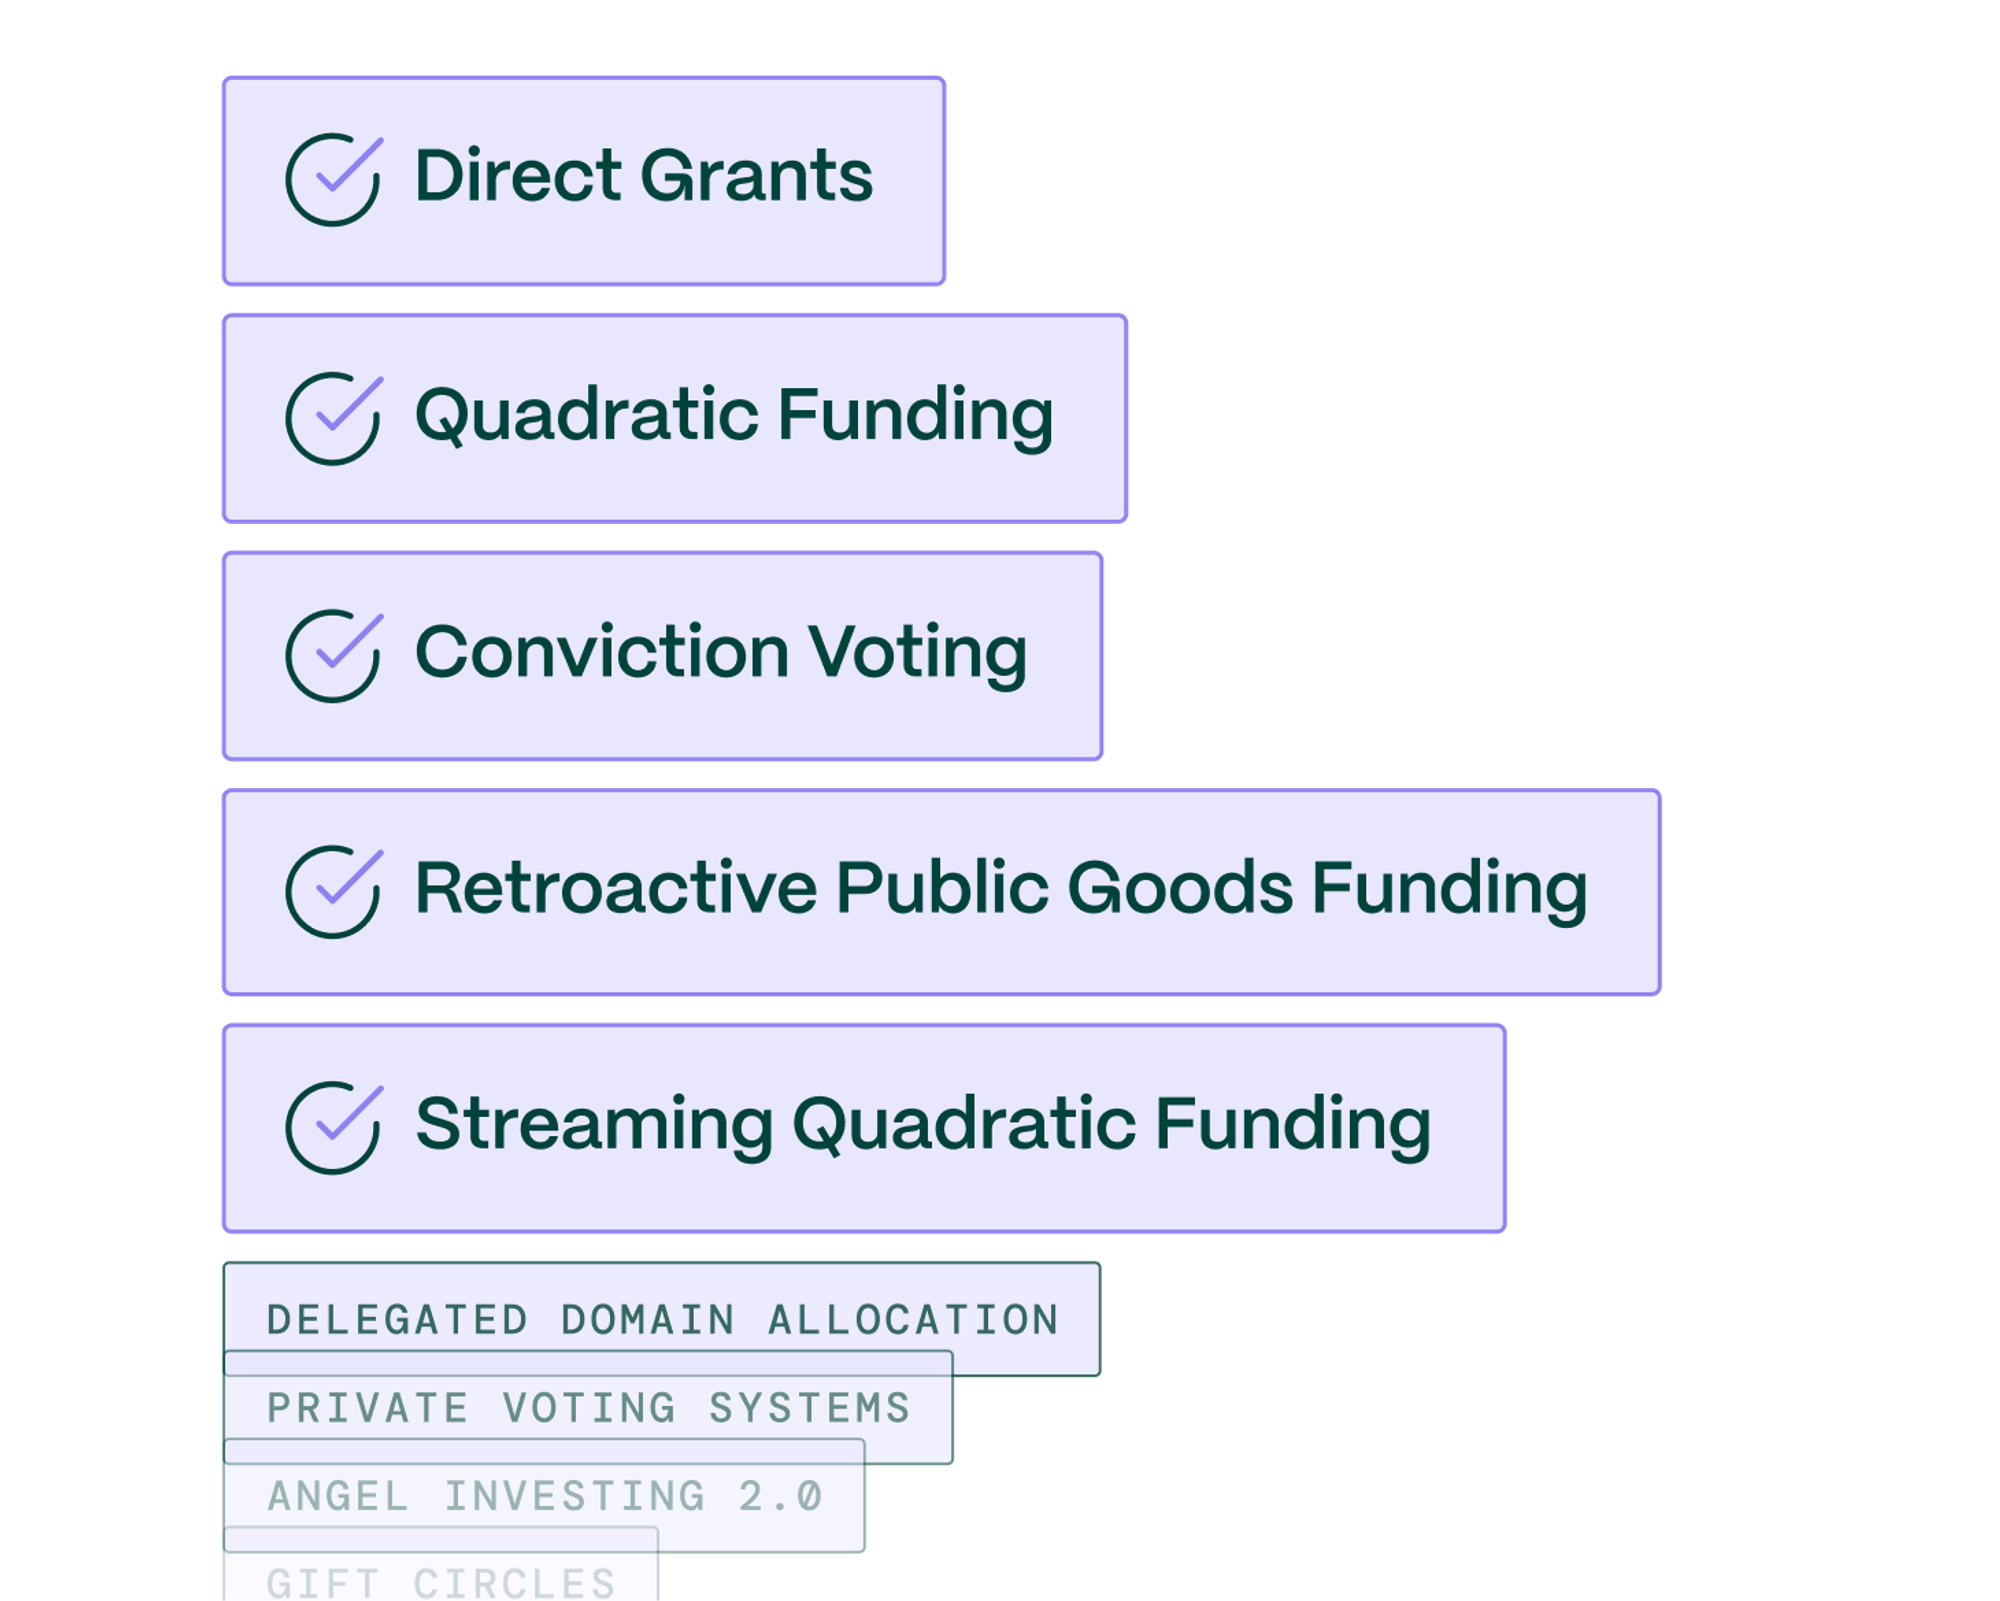 Direct Grants
Quadratic Funding
Conviction Voting
Retroactive Public Goods Funding
Streaming Quadratic Funding
DELEGATED DOMAIN ALLOCATION
PRIVATE VOTING SYSTEMS
ANGEL INVESTING 2.0
GIFT CIRCLES